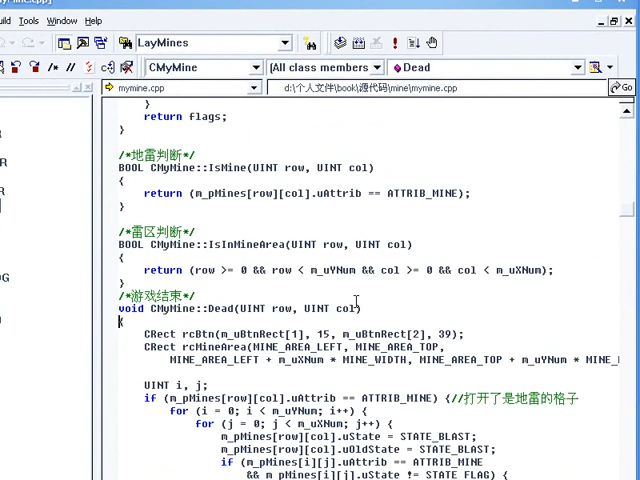 uild Tools Window Help
LayMines
CMyMine [All class members Dead
mymine.cpp d:\个人文件\book\源代码\mine\mymine.cpp Go
}
return flags;
}
/*地雷判断*/
BOOL CMyMine::IsMine(UINT row, UINT col)
{
return (m_pMines[row][col].uAttrib == ATTRIB_MINE);
}
/*雷区判断*/
BOOL CMyMine::IsInMineArea(UINT row, UINT col)
{
return (row >= 0 && row < m_uYNum && col >= 0 && col < m_uXNum);
}
/*游戏结束*/
void CMyMine::Dead(UINT row, UINT col)
{
CRect rcBtn(m_uBtnRect[1], 15, m_uBtnRect[2], 39);
CRect rcMineArea(MINE_AREA_LEFT, MINE_AREA_TOP,
MINE_AREA_LEFT + m_uXNum * MINE_WIDTH, MINE_AREA_TOP + m_uYNum * MINE_
UINT i, j;
if (m_pMines[row][col].uAttrib == ATTRIB_MINE) {//打开了是地雷的格子
for (i = 0; i < m_uYNum; i++) {
for (j = 0; j < m_uXNum; j++) {
m_pMines[row][col].uState = STATE_BLAST;
m_pMines[row][col].uOldState = STATE_BLAST;
if (m_pMines[i][j].uAttrib == ATTRIB_MINE
&& m_pMines[i][j].uState != STATE_FLAG) {